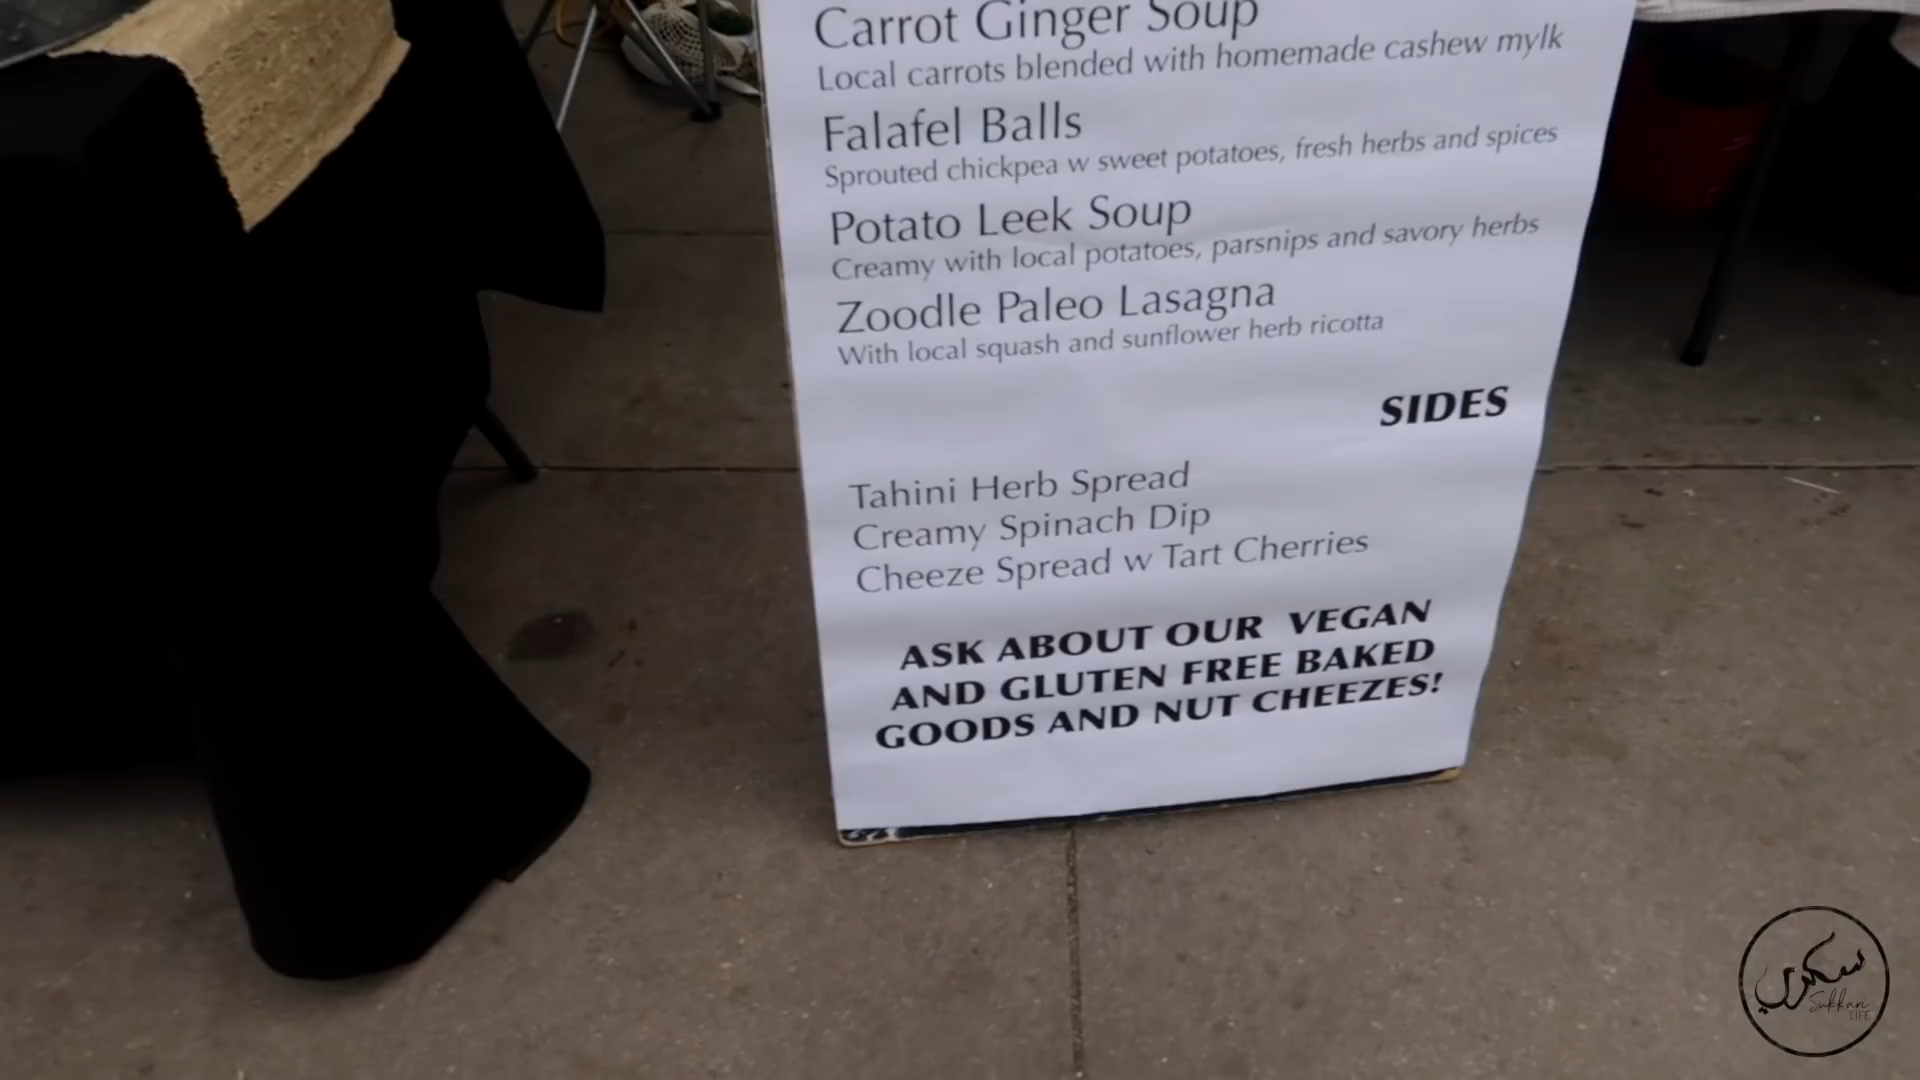 Carrot Ginger Soup
Local carrots blended with homemade cashew mylk
Falafel Balls
Sprouted chickpea w sweet potatoes, fresh herbs and spices
Potato Leek Soup
Creamy with local potatoes, parsnips and savory herbs
Zoodle Paleo Lasagna
With local squash and sunflower herb ricotta
SIDES
Tahini Herb Spread
Creamy Spinach Dip
Cheeze Spread w Tart Cherries
ASK ABOUT OUR VEGAN
AND GLUTEN FREE BAKED
GOODS AND NUT CHEEZES!
سكري
Sukkari
LIFE